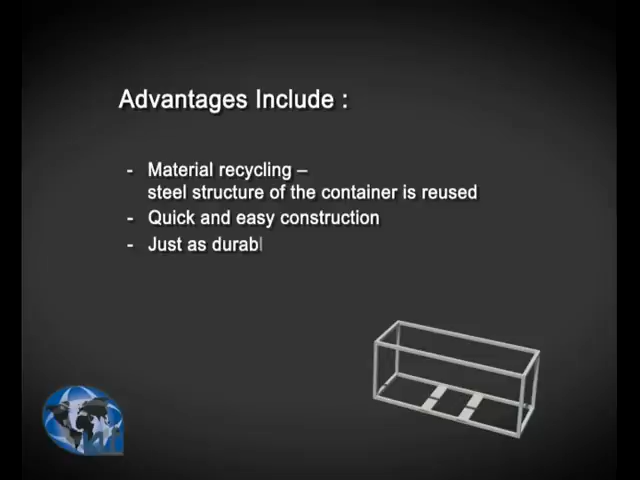 Advantages Include :
- Material recycling –
steel structure of the container is reused
- Quick and easy construction
- Just as durabl